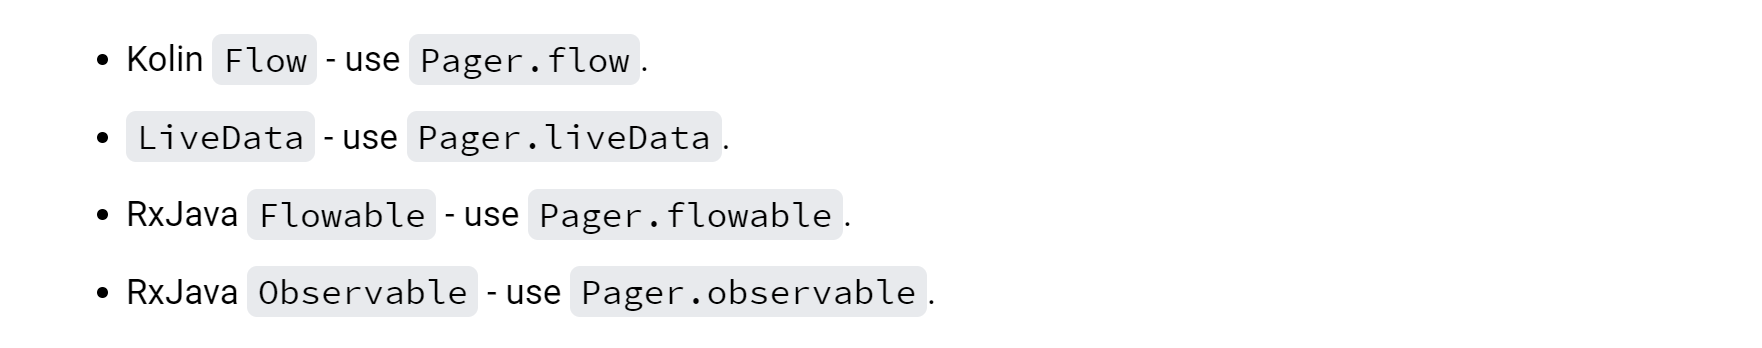 • Kolin Flow - use Pager.flow.
• LiveData - use Pager.liveData.
• RxJava Flowable - use Pager.flowable.
• RxJava Observable - use Pager.observable.